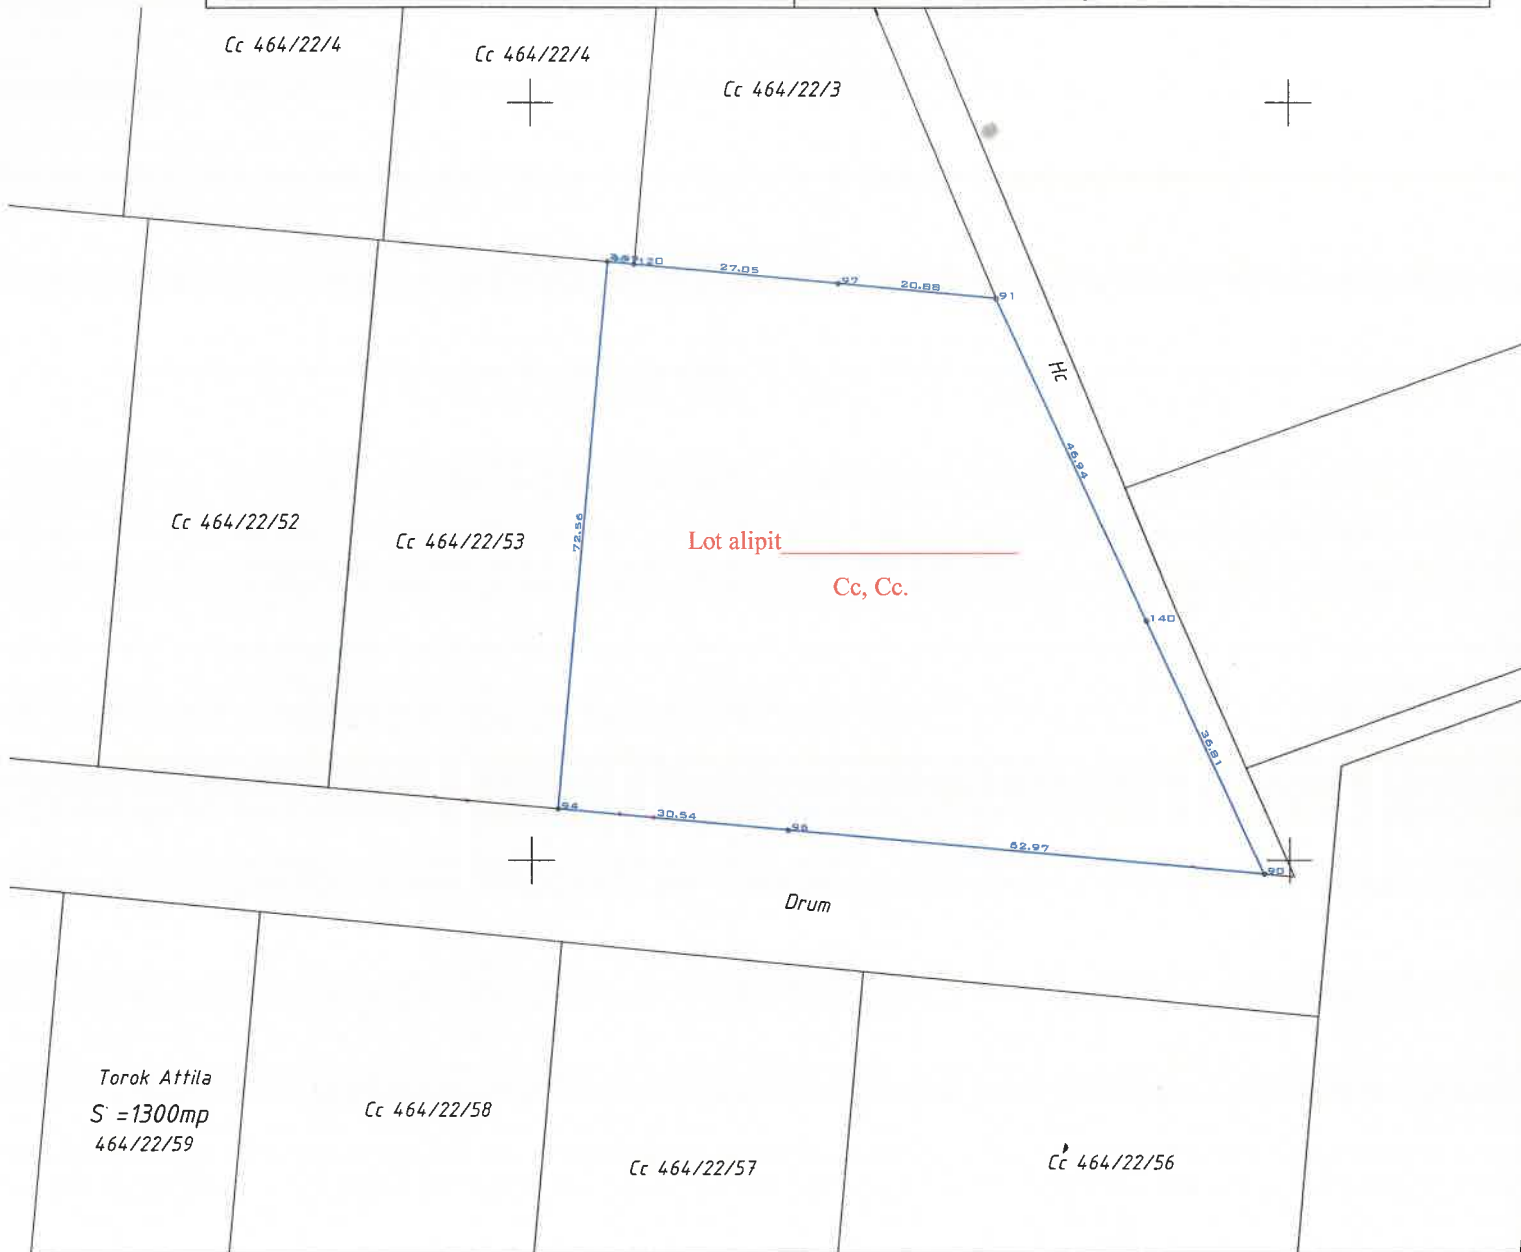 Cc 464/22/4
Cc 464/22/4
Cc 464/22/3
27.05
97
20.88
91
Hc
46.94
Cc 464/22/52
Cc 464/22/53
72.56
Lot alipit
Cc, Cc.
140
36.81
94
30.54
62.97
90
Drum
Torok Attila
S =1300mp
464/22/59
Cc 464/22/58
Cc 464/22/57
Cc 464/22/56